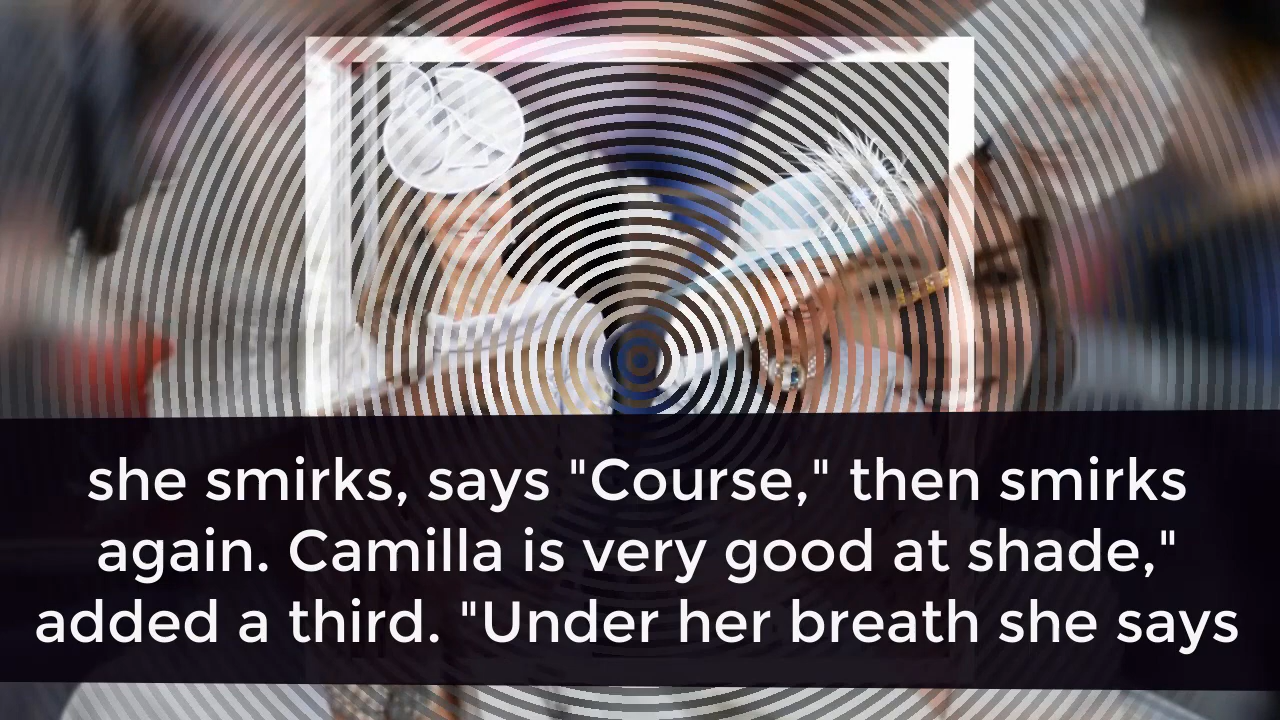 she smirks, says "Course," then smirks
again. Camilla is very good at shade,"
added a third. "Under her breath she says